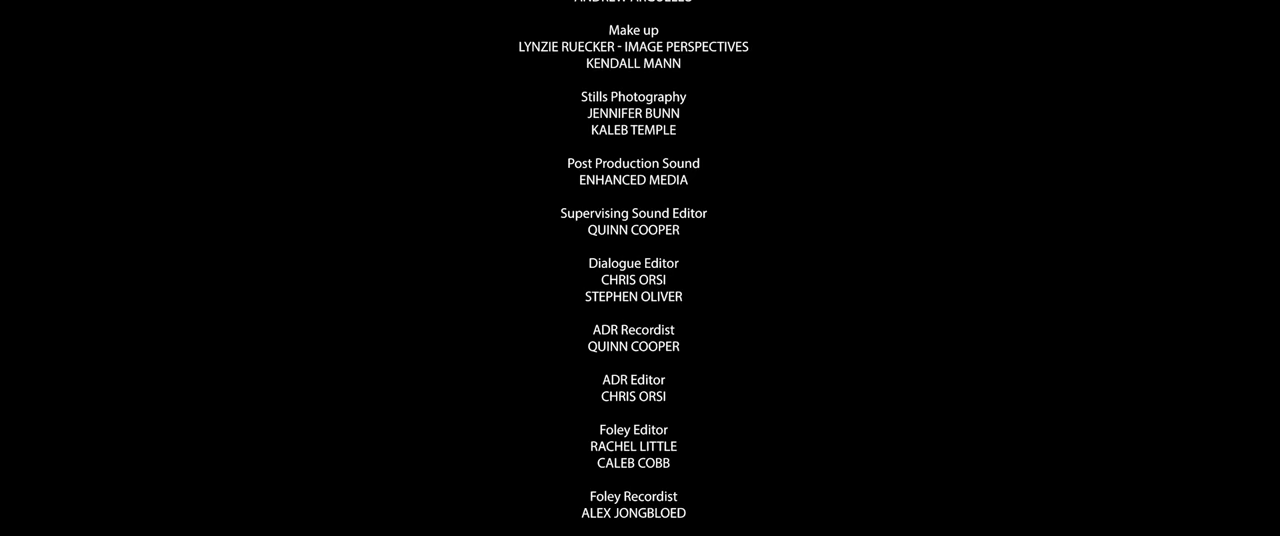 Make up
LYNZIE RUECKER - IMAGE PERSPECTIVES
KENDALL MANN
Stills Photography
JENNIFER BUNN
KALEB TEMPLE
Post Production Sound
ENHANCED MEDIA
Supervising Sound Editor
QUINN COOPER
Dialogue Editor
CHRIS ORSI
STEPHEN OLIVER
ADR Recordist
QUINN COOPER
ADR Editor
CHRIS ORSI
Foley Editor
RACHEL LITTLE
CALEB COBB
Foley Recordist
ALEX JONGBLOED